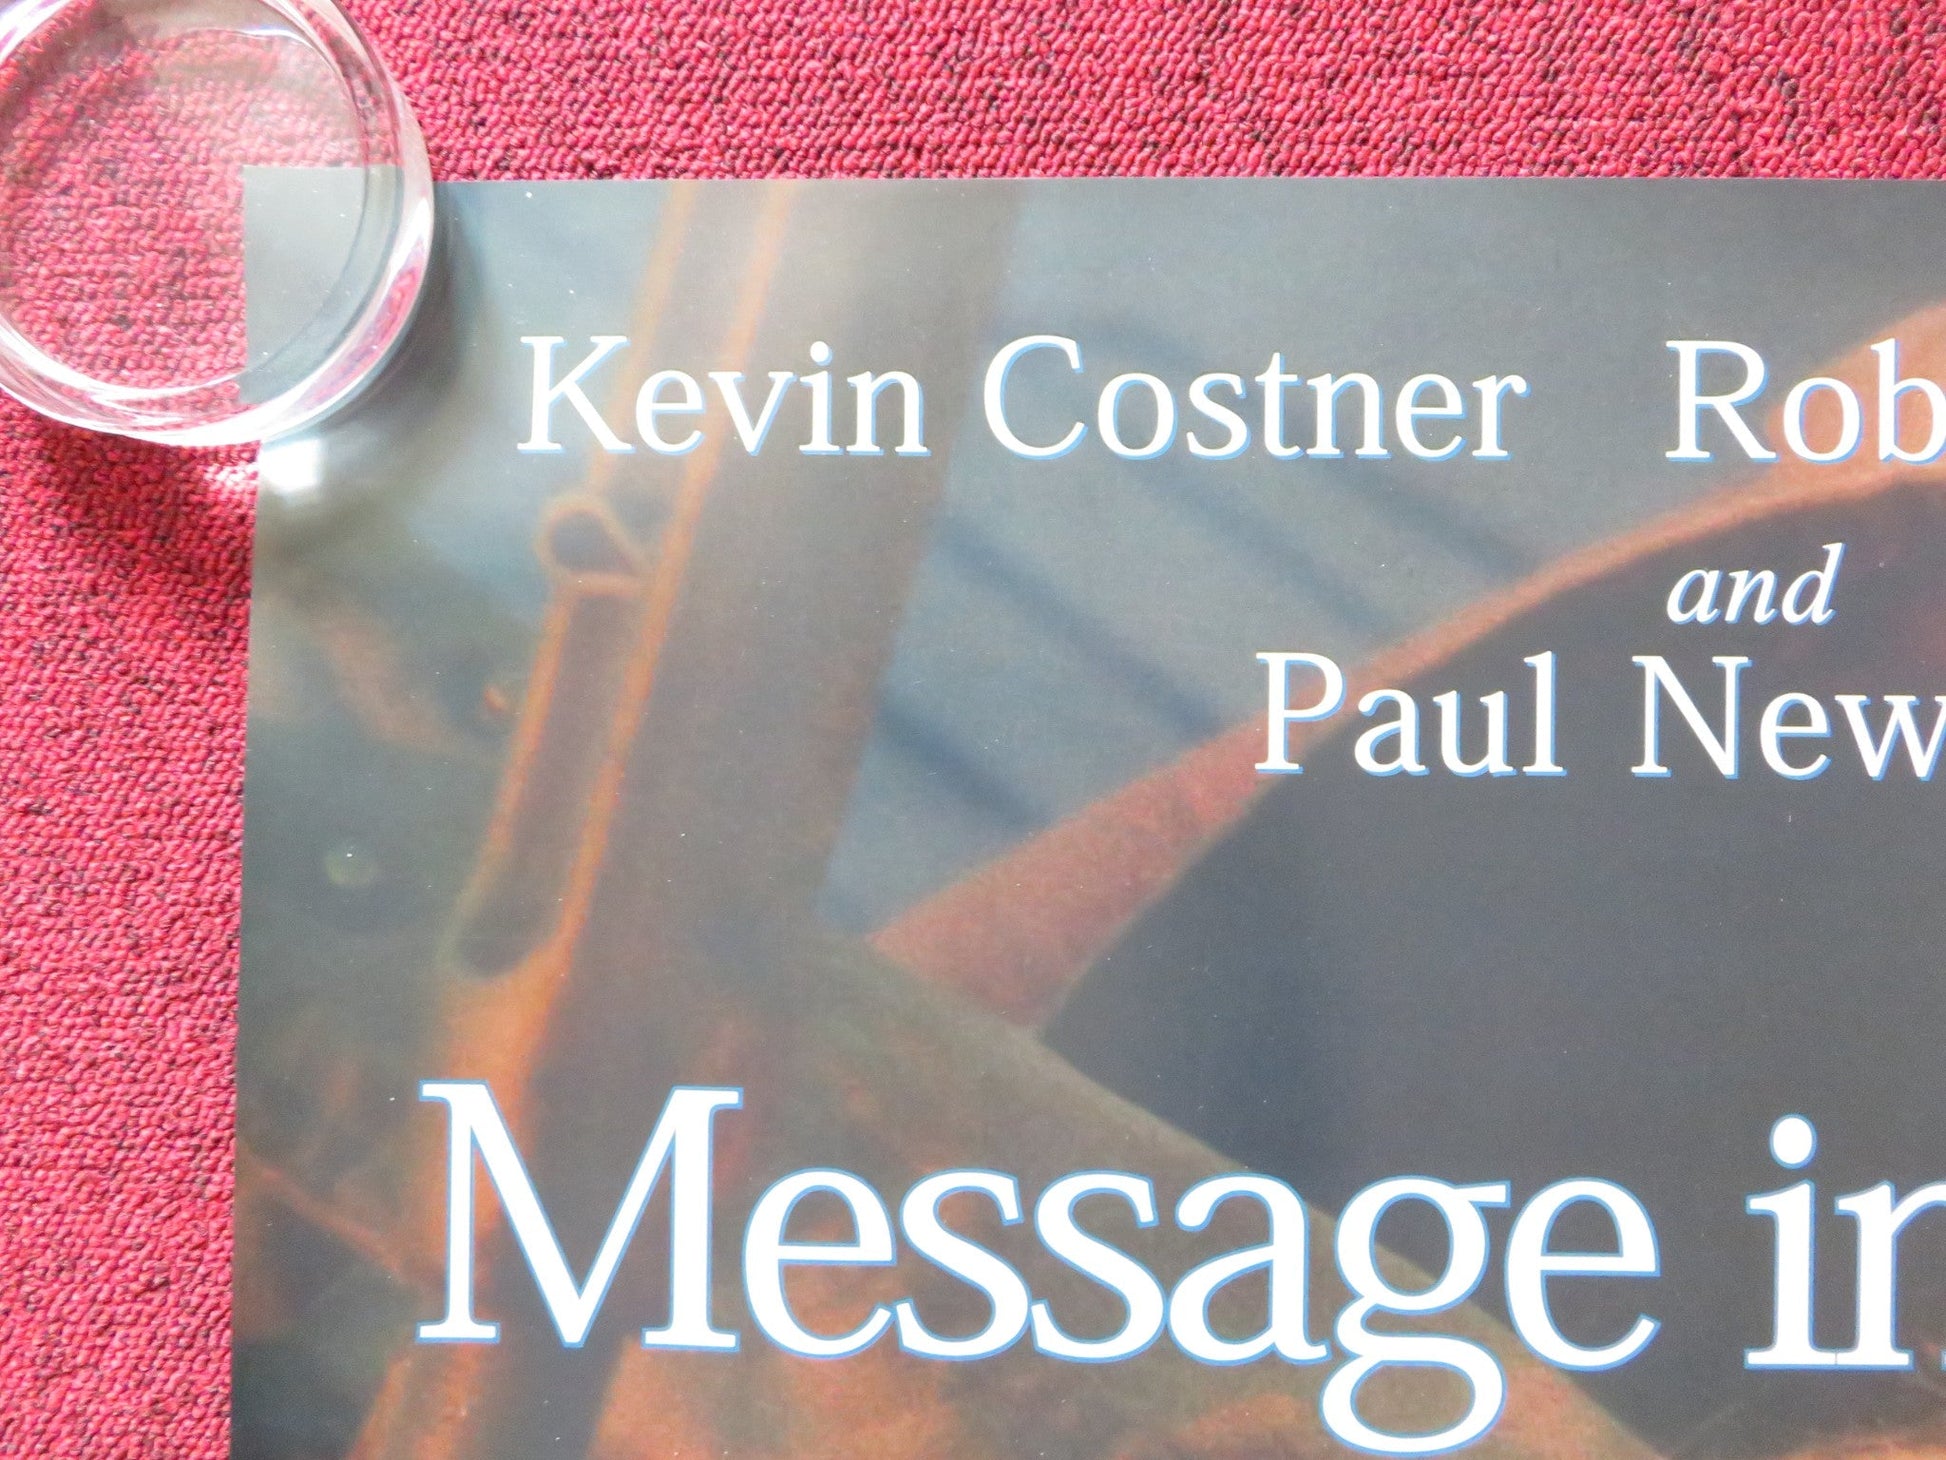 Kevin Costner Rob
and
Paul New
Message in